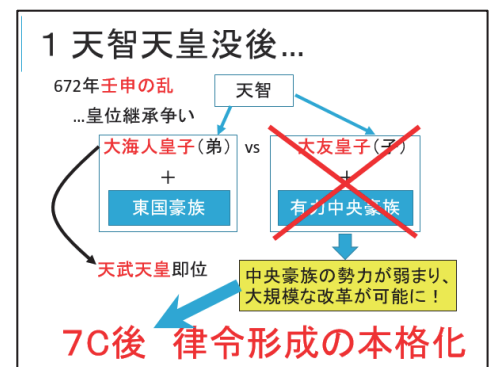 1 天智天皇没後…
672年壬申の乱
…皇位継承争い
天智
大海人皇子(弟) vs 大友皇子(子)
+ +
東国豪族 有力中央豪族
天武天皇即位
中央豪族の勢力が弱まり、
大規模な改革が可能に！
7C後 律令形成の本格化